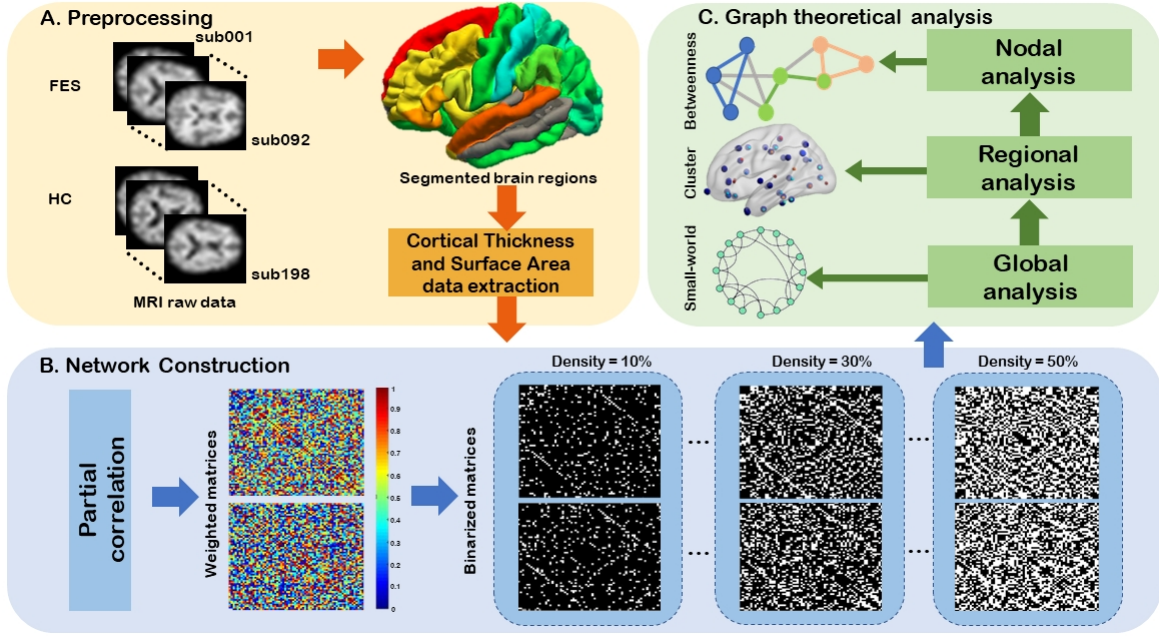 A. Preprocessing
sub001
FES
sub092
HC
sub198
MRI raw data
Segmented brain regions
Cortical Thickness
and Surface Area
data extraction
C. Graph theoretical analysis
Betweenness
Nodal
analysis
Cluster
Regional
analysis
Small-world
Global
analysis
B. Network Construction
Partial
correlation
Weighted matrices
1
0.9
0.8
0.7
0.6
0.5
0.4
0.3
0.2
0.1
0
Binarized matrices
Density = 10%
Density = 30%
Density = 50%
...
...
...
...